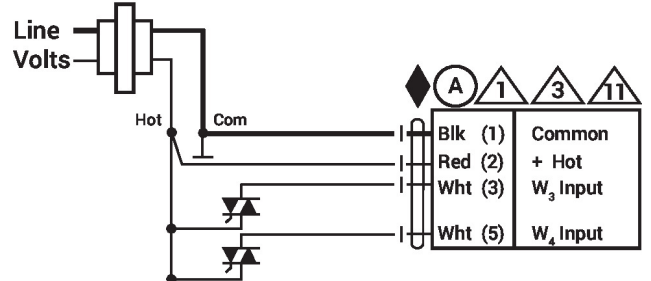 Line
Volts
Hot
Com
A 1 3 11
Blk (1) Common
Red (2) + Hot
Wht (3) W3 Input
Wht (5) W4 Input